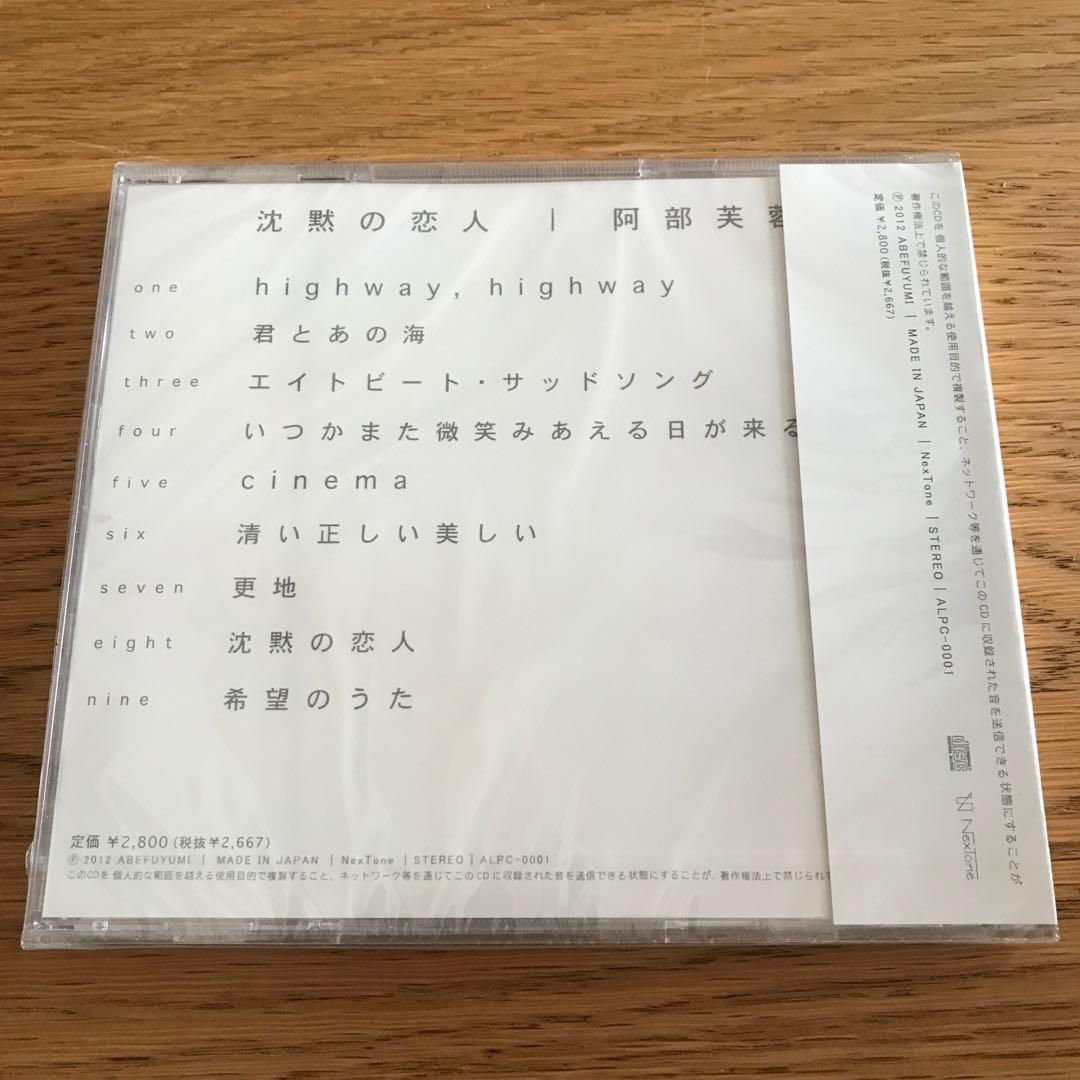 沈黙の恋人 | 阿部芙蓉
one highway, highway
two 君とあの海
three エイトビート・サッドソング
four いつかまた微笑みあえる日が来る
five cinema
six 清い正しい美しい
seven 更地
eight 沈黙の恋人
nine 希望のうた
定価 ¥2,800(税抜¥2,667)
Ⓟ 2012 ABEFUYUMI | MADE IN JAPAN | NexTone | STEREO | ALPC-0001
このCDを個人的な範囲を越える使用目的で複製すること、ネットワーク等を通じてこのCDに収録された音を送信できる状態にすることが、著作権法上で禁じられて
このCDを個人的な範囲を越える使用目的で複製すること、ネットワーク等を通じてこのCDに収録された音を送信できる状態にすることが
著作権法上で禁じられています。
Ⓟ 2012 ABEFUYUMI | MADE IN JAPAN | NexTone | STEREO | ALPC-0001
定価 ¥2,800(税抜¥2,667)
COMPACT
disc
DIGITAL AUDIO
NexTone